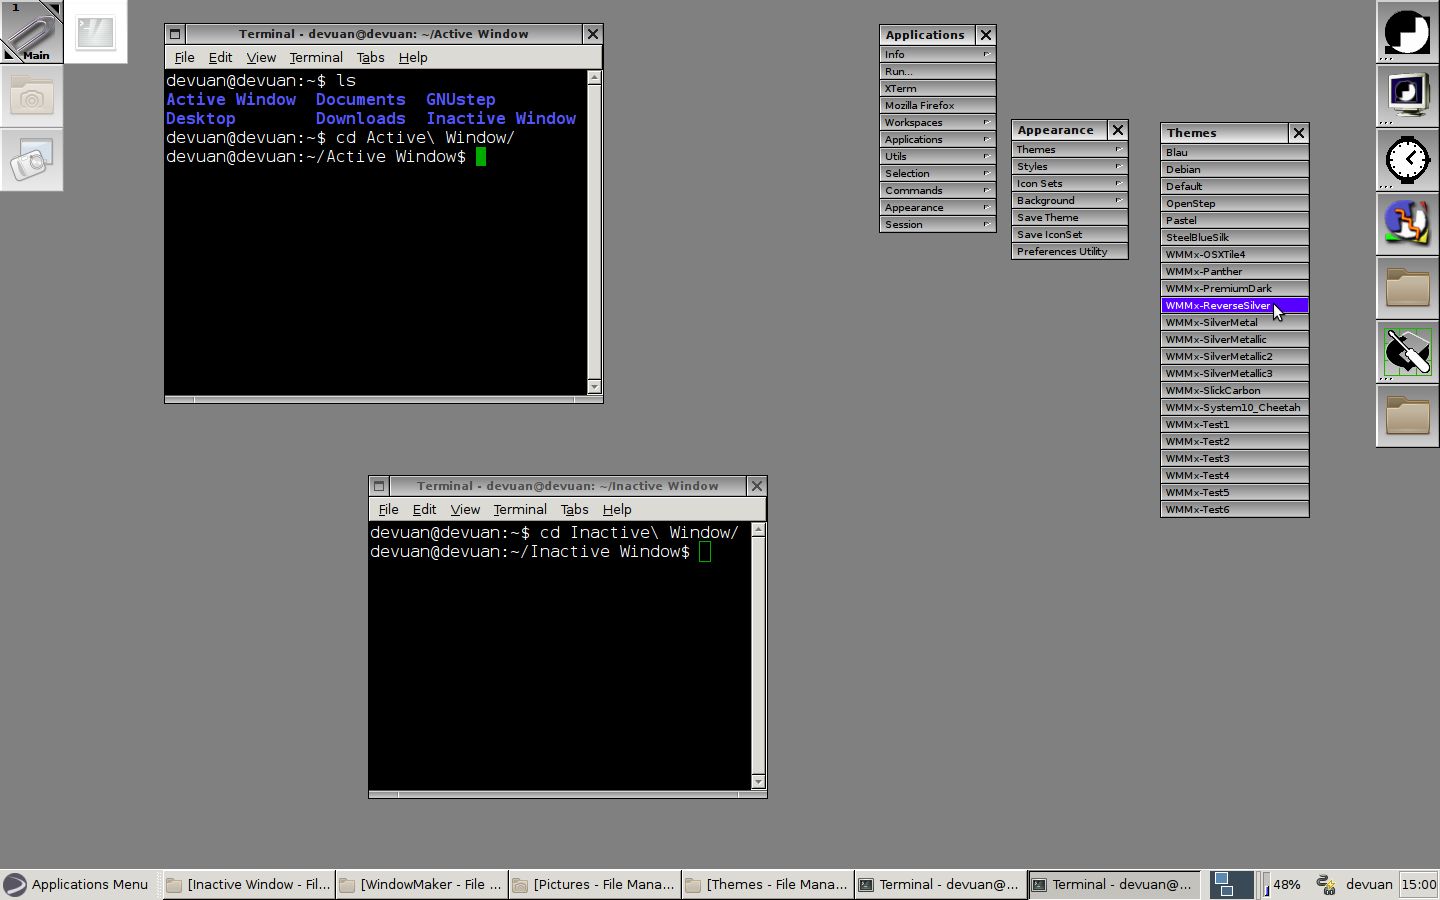 1
Main
Terminal - devuan@devuan: ~/Active Window
File Edit View Terminal Tabs Help
devuan@devuan:~$ ls
Active Window Documents GNUstep
Desktop Downloads Inactive Window
devuan@devuan:~$ cd Active\ Window/
devuan@devuan:~/Active Window$
Terminal - devuan@devuan: ~/Inactive Window
File Edit View Terminal Tabs Help
devuan@devuan:~$ cd Inactive\ Window/
devuan@devuan:~/Inactive Window$
Applications
Info
Run...
XTerm
Mozilla Firefox
Workspaces
Applications
Utils
Selection
Commands
Appearance
Session
Appearance
Themes
Styles
Icon Sets
Background
Save Theme
Save IconSet
Preferences Utility
Themes
Blau
Debian
Default
OpenStep
Pastel
SteelBlueSilk
WMMx-OSXTile4
WMMx-Panther
WMMx-PremiumDark
WMMx-ReverseSilver
WMMx-SilverMetal
WMMx-SilverMetallic
WMMx-SilverMetallic2
WMMx-SilverMetallic3
WMMx-SlickCarbon
WMMx-System10_Cheetah
WMMx-Test1
WMMx-Test2
WMMx-Test3
WMMx-Test4
WMMx-Test5
WMMx-Test6
Applications Menu [Inactive Window - Fil... [WindowMaker - File ... [Pictures - File Mana... [Themes - File Mana... Terminal - devuan@... Terminal - devuan@... 48% devuan 15:00